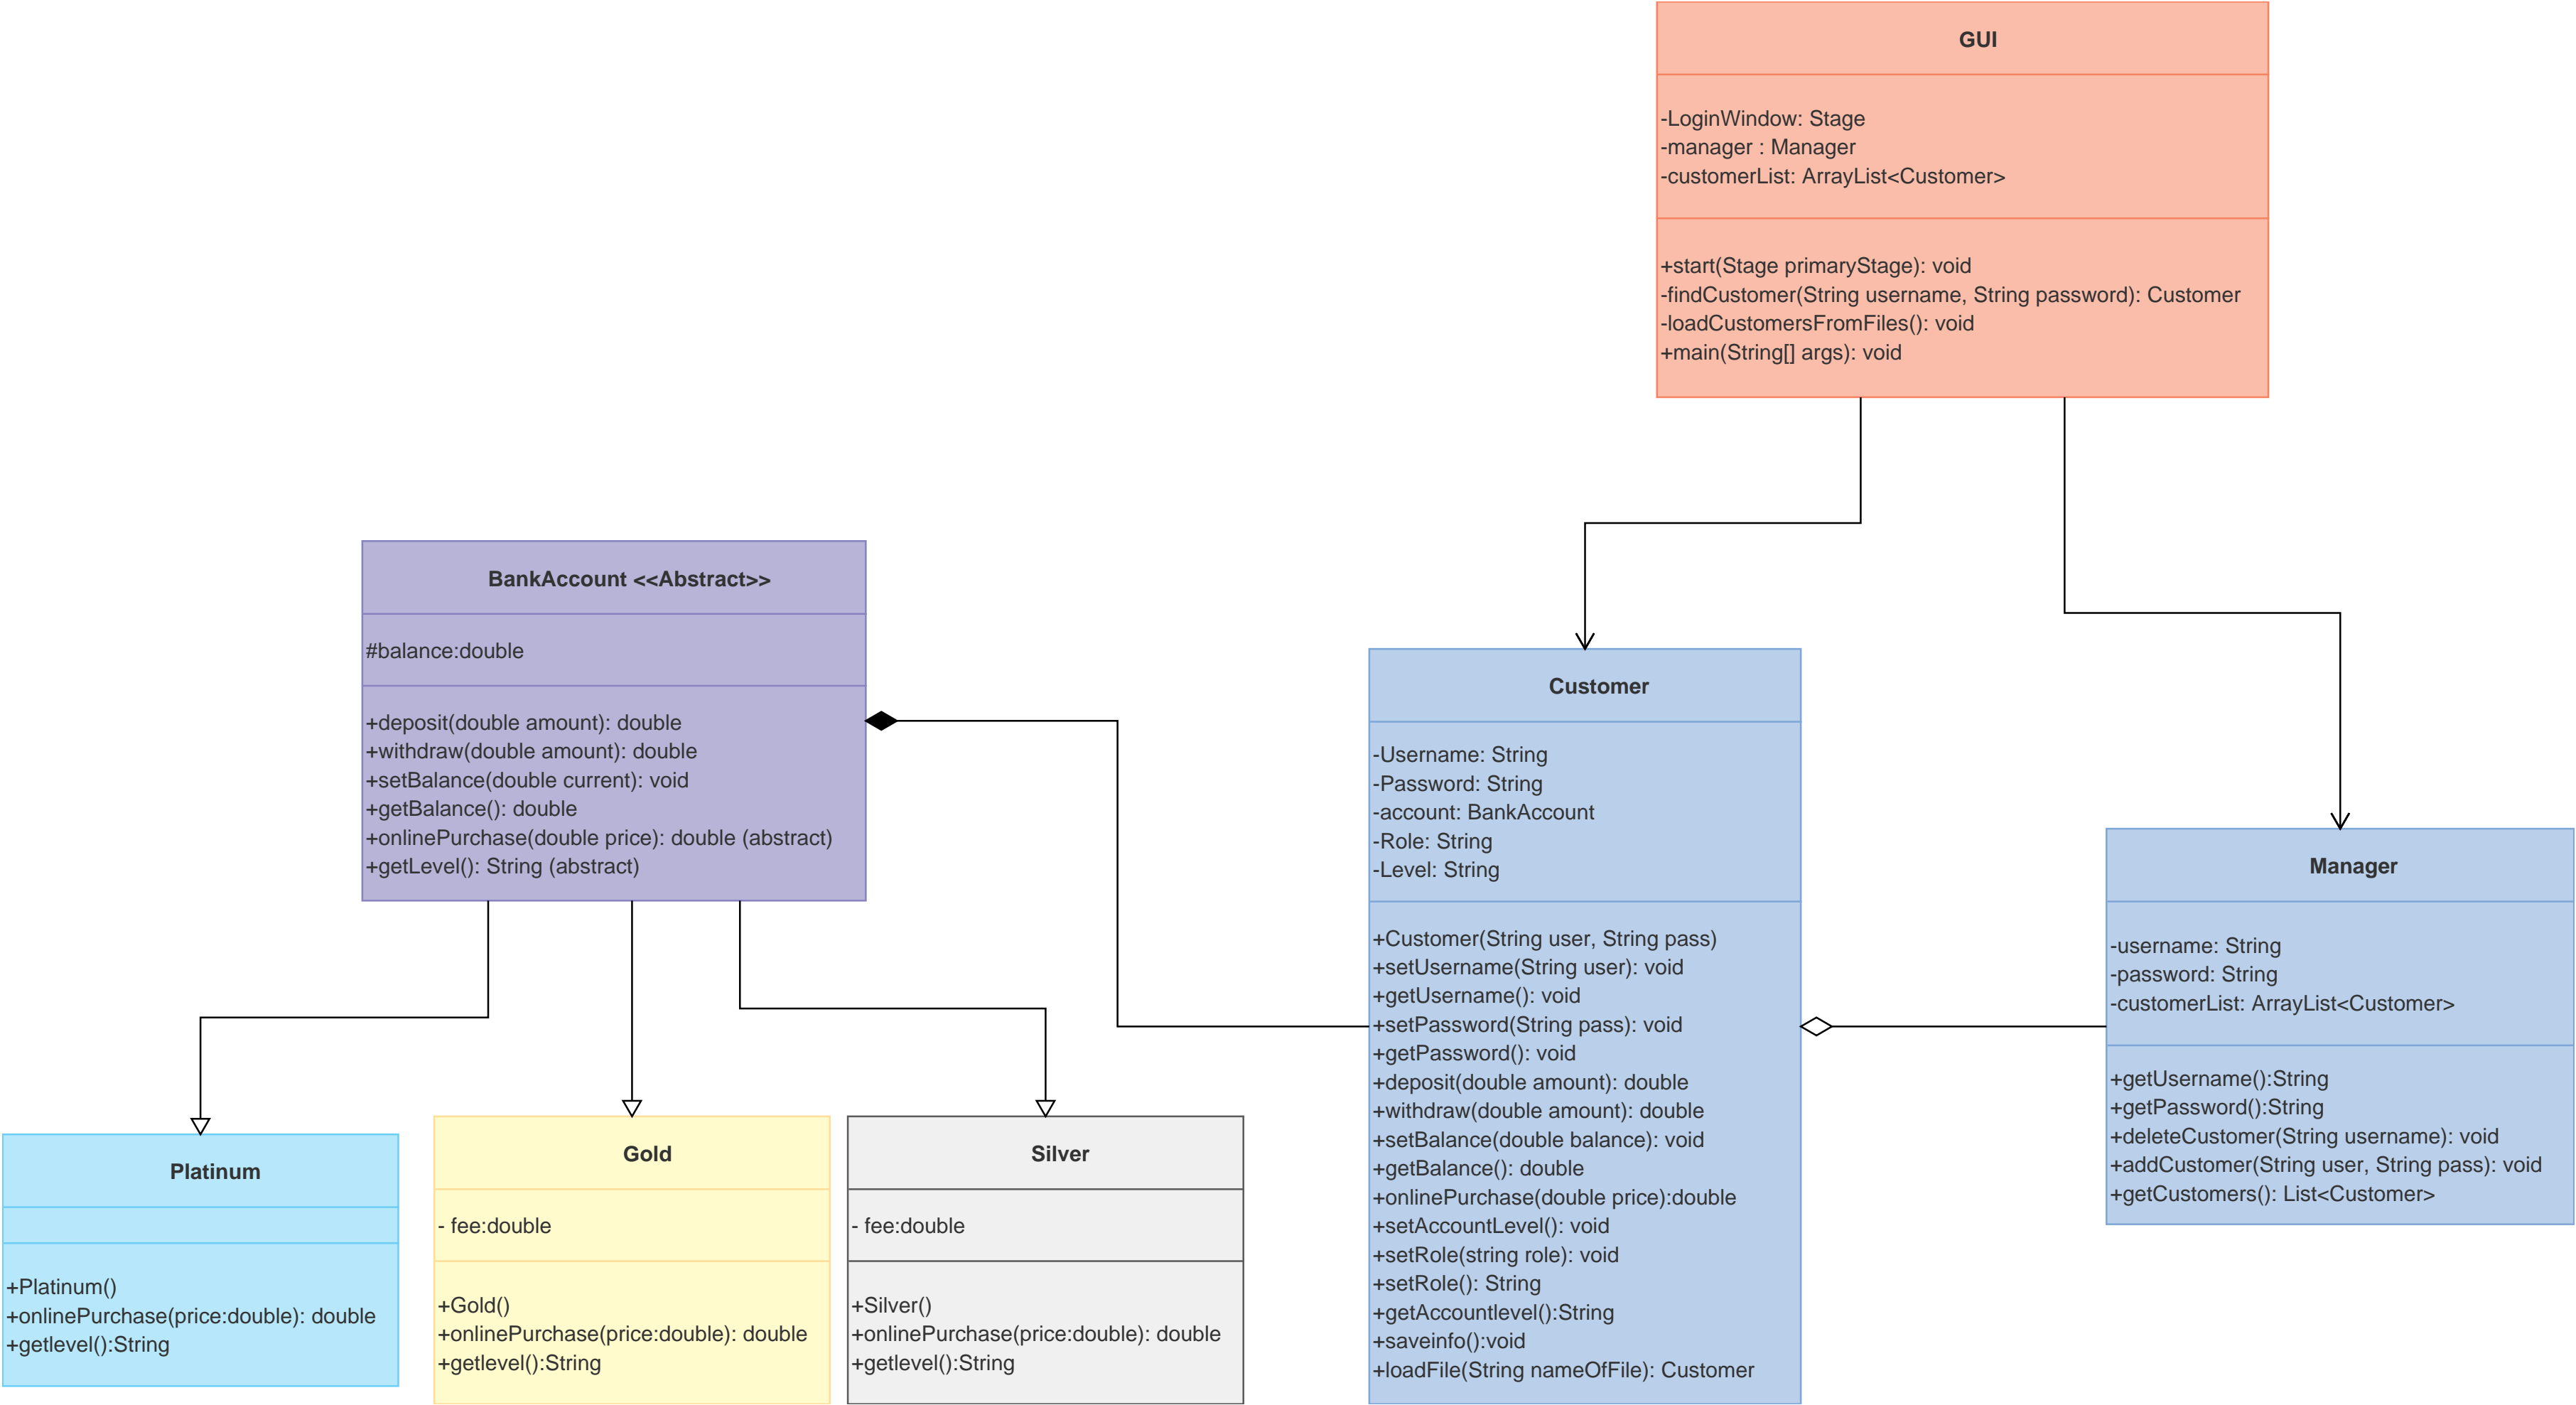 GUI
-LoginWindow: Stage
-manager : Manager
-customerList: ArrayList<Customer>
+start(Stage primaryStage): void
-findCustomer(String username, String password): Customer
-loadCustomersFromFiles(): void
+main(String[] args): void
BankAccount <<Abstract>>
#balance:double
+deposit(double amount): double
+withdraw(double amount): double
+setBalance(double current): void
+getBalance(): double
+onlinePurchase(double price): double (abstract)
+getLevel(): String (abstract)
Customer
-Username: String
-Password: String
-account: BankAccount
-Role: String
-Level: String
+Customer(String user, String pass)
+setUsername(String user): void
+getUsername(): void
+setPassword(String pass): void
+getPassword(): void
+deposit(double amount): double
+withdraw(double amount): double
+setBalance(double balance): void
+getBalance(): double
+onlinePurchase(double price):double
+setAccountLevel(): void
+setRole(string role): void
+setRole(): String
+getAccountlevel():String
+saveinfo():void
+loadFile(String nameOfFile): Customer
Manager
-username: String
-password: String
-customerList: ArrayList<Customer>
+getUsername():String
+getPassword():String
+deleteCustomer(String username): void
+addCustomer(String user, String pass): void
+getCustomers(): List<Customer>
Platinum
+Platinum()
+onlinePurchase(price:double): double
+getlevel():String
Gold
- fee:double
+Gold()
+onlinePurchase(price:double): double
+getlevel():String
Silver
- fee:double
+Silver()
+onlinePurchase(price:double): double
+getlevel():String